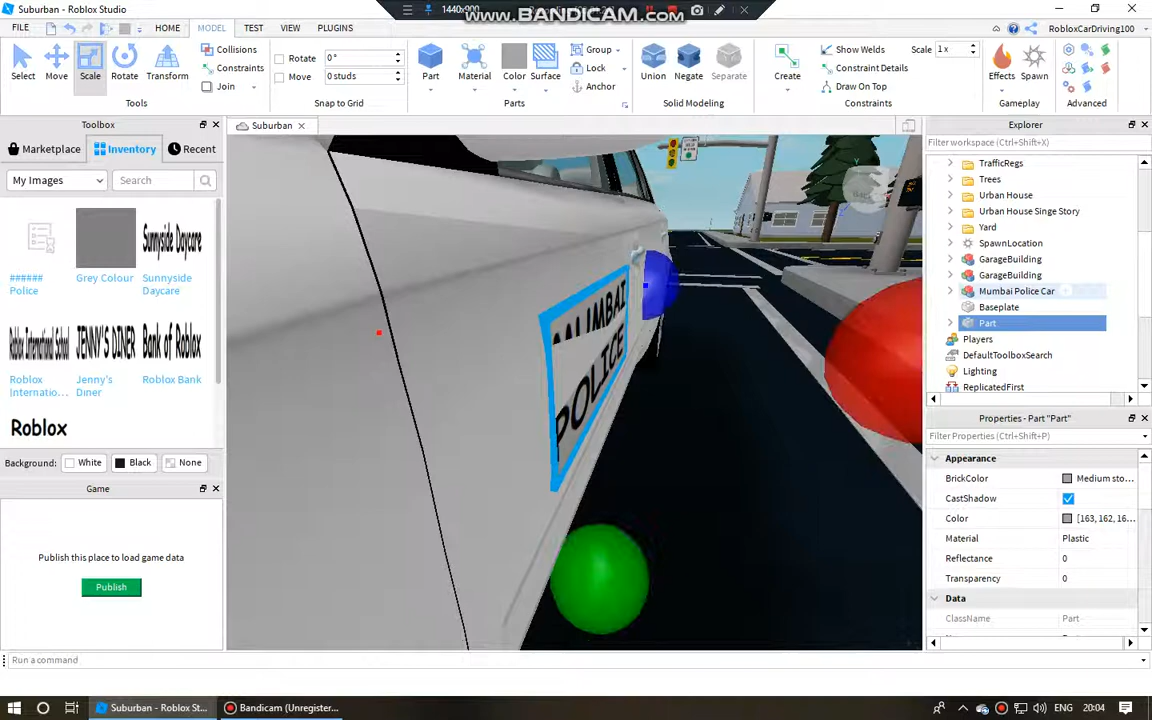 Suburban - Roblox Studio
1440x900
www.BANDICAM.com
FILE
HOME
MODEL
TEST
VIEW
PLUGINS
RobloxCarDriving100
Select
Move
Scale
Rotate
Transform
Collisions
Constraints
Join
Tools
Rotate
0 °
Move
0 studs
Snap to Grid
Part
Material
Color
Surface
Group
Lock
Anchor
Parts
Union
Negate
Separate
Solid Modeling
Create
Show Welds
Scale 1 x
Constraint Details
Draw On Top
Constraints
Effects
Spawn
Gameplay
Advanced
Toolbox
Marketplace
Inventory
Recent
My Images
Search
###### Police
Grey Colour
Sunnyside Daycare
Sunnyside Daycare
Roblox International School
JENNY'S DINER
Bank of Roblox
Roblox (nternatio...
Jenny's Diner
Roblox Bank
Roblox
Background:
White
Black
None
Game
Publish this place to load game data
Publish
Suburban
MUMBAI
POLICE
Explorer
Filter workspace (Ctrl+Shift+X)
TrafficRegs
Trees
Urban House
Urban House Singe Story
Yard
SpawnLocation
GarageBuilding
GarageBuilding
Mumbai Police Car
Baseplate
Part
Players
DefaultToolboxSearch
Lighting
ReplicatedFirst
Properties - Part "Part"
Filter Properties (Ctrl+Shift+P)
Appearance
BrickColor
Medium sto...
CastShadow
Color
[163, 162, 16...
Material
Plastic
Reflectance
0
Transparency
0
Data
ClassName
Part
Run a command
Suburban - Roblox St...
Bandicam (Unregister...
ENG
20:04